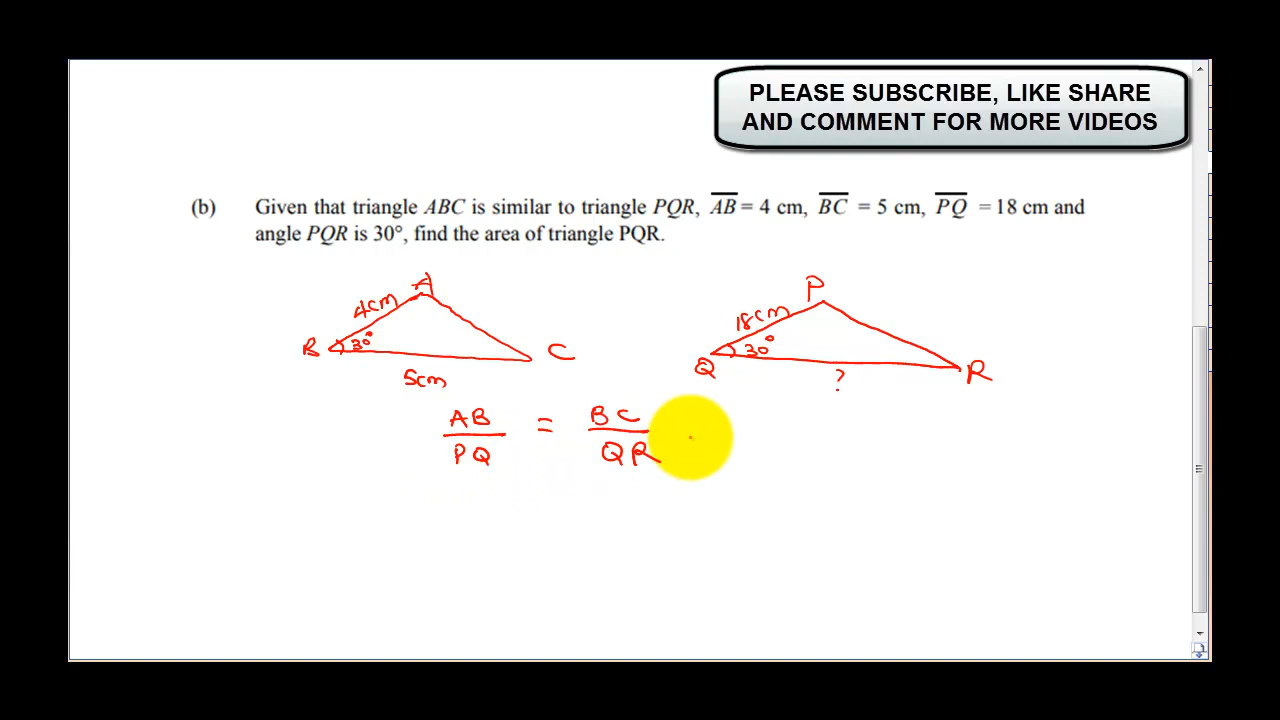 PLEASE SUBSCRIBE, LIKE SHARE
AND COMMENT FOR MORE VIDEOS
(b) Given that triangle ABC is similar to triangle PQR, AB = 4 cm, BC = 5 cm, PQ = 18 cm and
angle PQR is 30°, find the area of triangle PQR.
A
4cm
B
30°
C
5cm
P
18cm
Q
30°
R
?
AB = BC
PQ QR